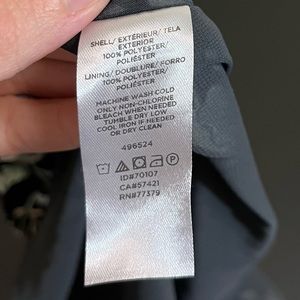 SHELL/EXTÉRIEUR/TELA
EXTERIOR
100% POLYESTER/
POLIÉSTER
LINING/DOUBLURE/FORRO
100% POLYESTER/
POLIÉSTER
MACHINE WASH COLD
ONLY NON-CHLORINE
BLEACH WHEN NEEDED
TUMBLE DRY LOW
COOL IRON IF NEEDED
OR DRY CLEAN
496524
ID#70107
CA#57421
RN#77379